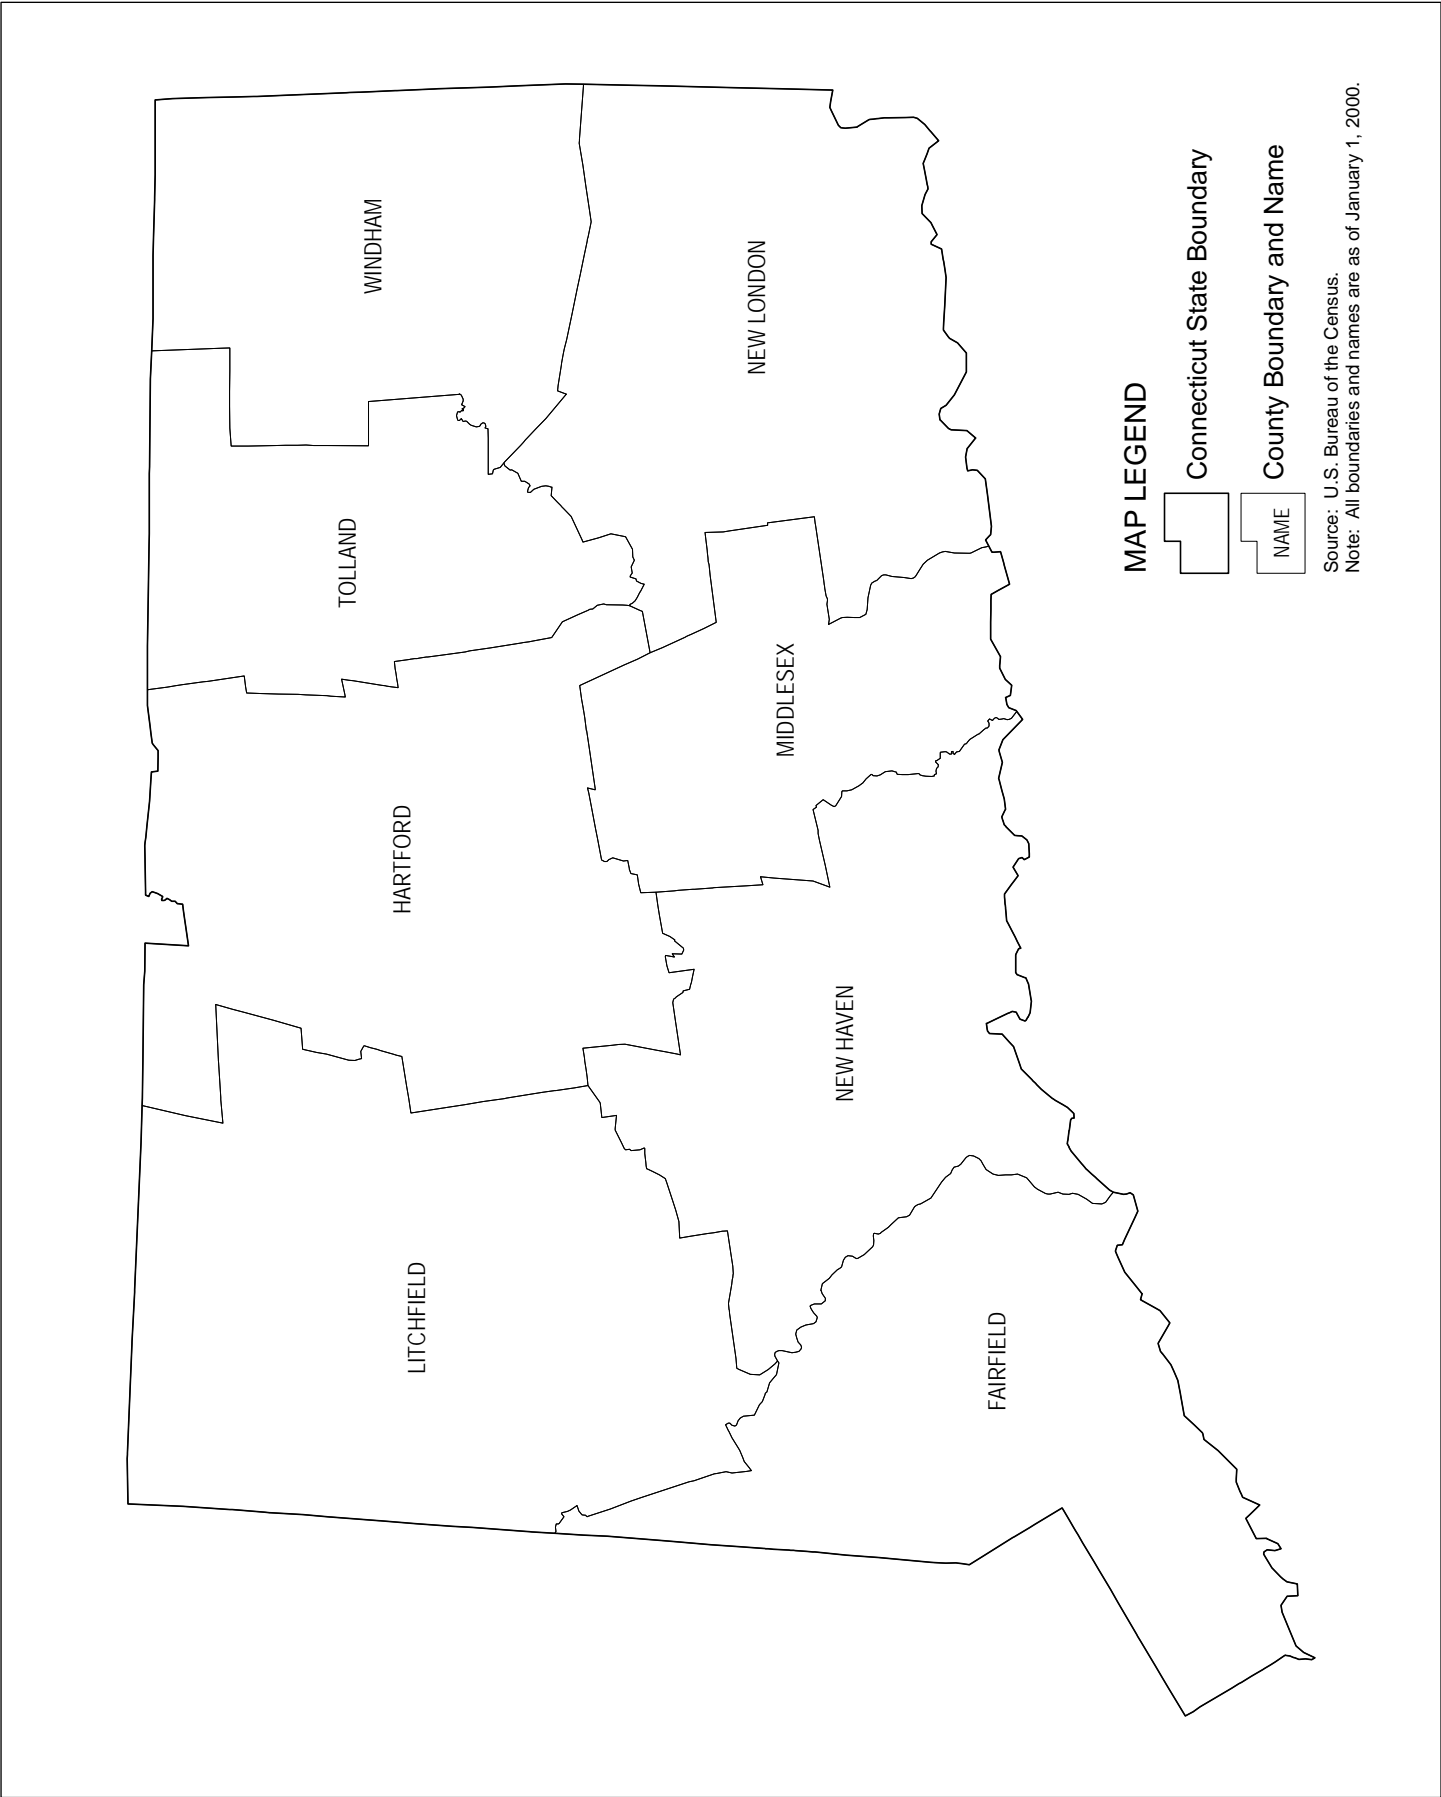 LITCHFIELD
HARTFORD
TOLLAND
WINDHAM
FAIRFIELD
NEW HAVEN
MIDDLESEX
NEW LONDON
MAP LEGEND
Connecticut State Boundary
NAME County Boundary and Name
Source: U.S. Bureau of the Census.
Note: All boundaries and names are as of January 1, 2000.